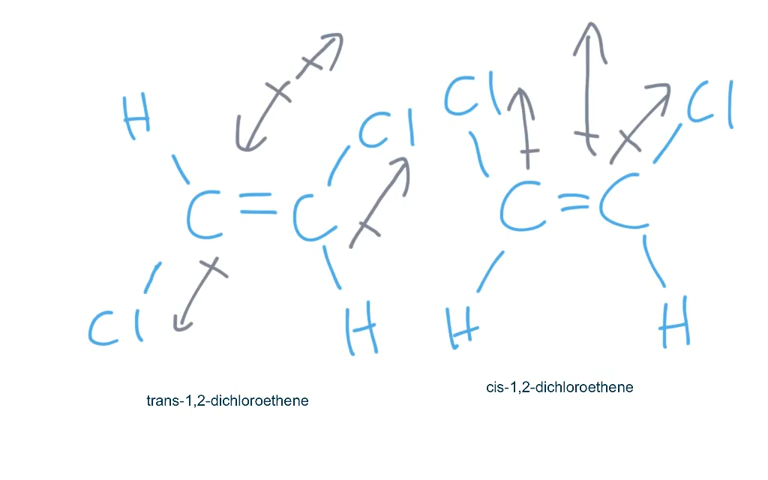 H
Cl
C = C
Cl
H
trans-1,2-dichloroethene
Cl
Cl
C = C
H
H
cis-1,2-dichloroethene